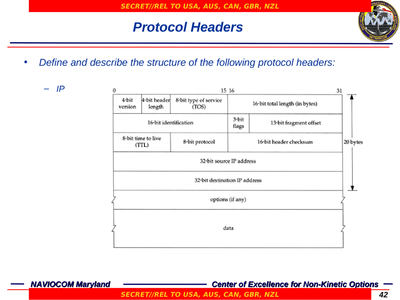 SECRET//REL TO USA, AUS, CAN, GBR, NZL
Protocol Headers
• Define and describe the structure of the following protocol headers:
– IP
0 15 16 31
4-bit version
4-bit header length
8-bit type of service (TOS)
16-bit total length (in bytes)
16-bit identification
3-bit flags
13-bit fragment offset
8-bit time to live (TTL)
8-bit protocol
16-bit header checksum
20 bytes
32-bit source IP address
32-bit destination IP address
options (if any)
data
NAVIOCOM Maryland
Center of Excellence for Non-Kinetic Options
SECRET//REL TO USA, AUS, CAN, GBR, NZL
42